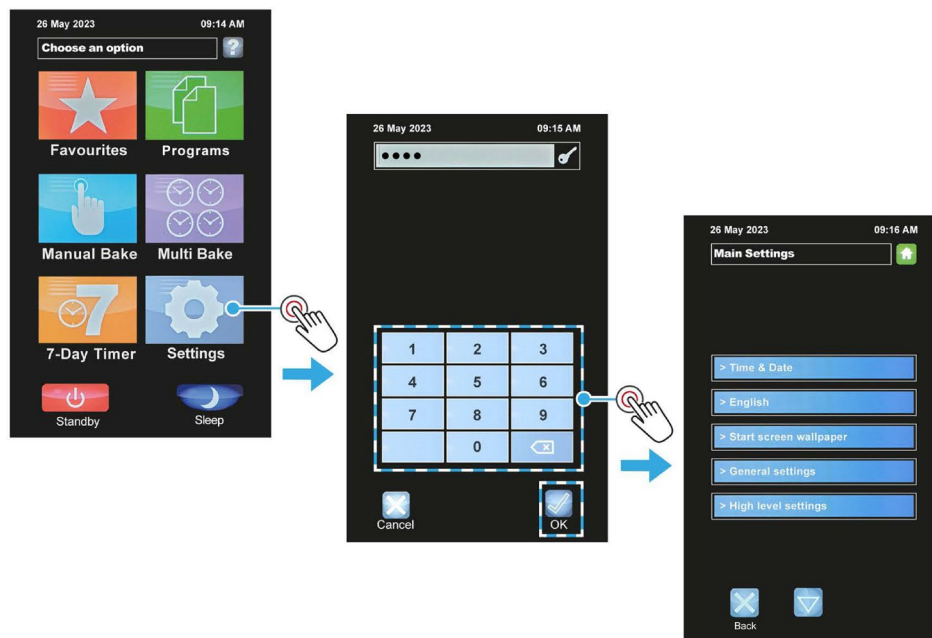 26 May 2023 09:14 AM
Choose an option ?
Favourites Programs
Manual Bake Multi Bake
7
7-Day Timer Settings
Standby Sleep
26 May 2023 09:15 AM
••••
1 2 3
4 5 6
7 8 9
0
Cancel OK
26 May 2023 09:16 AM
Main Settings
> Time & Date
> English
> Start screen wallpaper
> General settings
> High level settings
Back